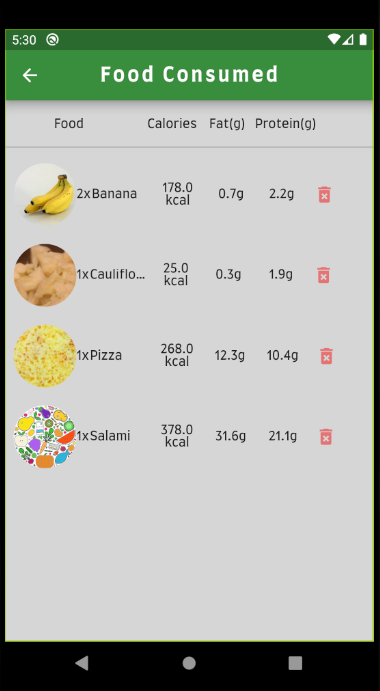 5:30
Food Consumed
Food Calories Fat(g) Protein(g)
2xBanana 178.0 kcal 0.7g 2.2g
1xCauliflo... 25.0 kcal 0.3g 1.9g
1xPizza 268.0 kcal 12.3g 10.4g
1xSalami 378.0 kcal 31.6g 21.1g